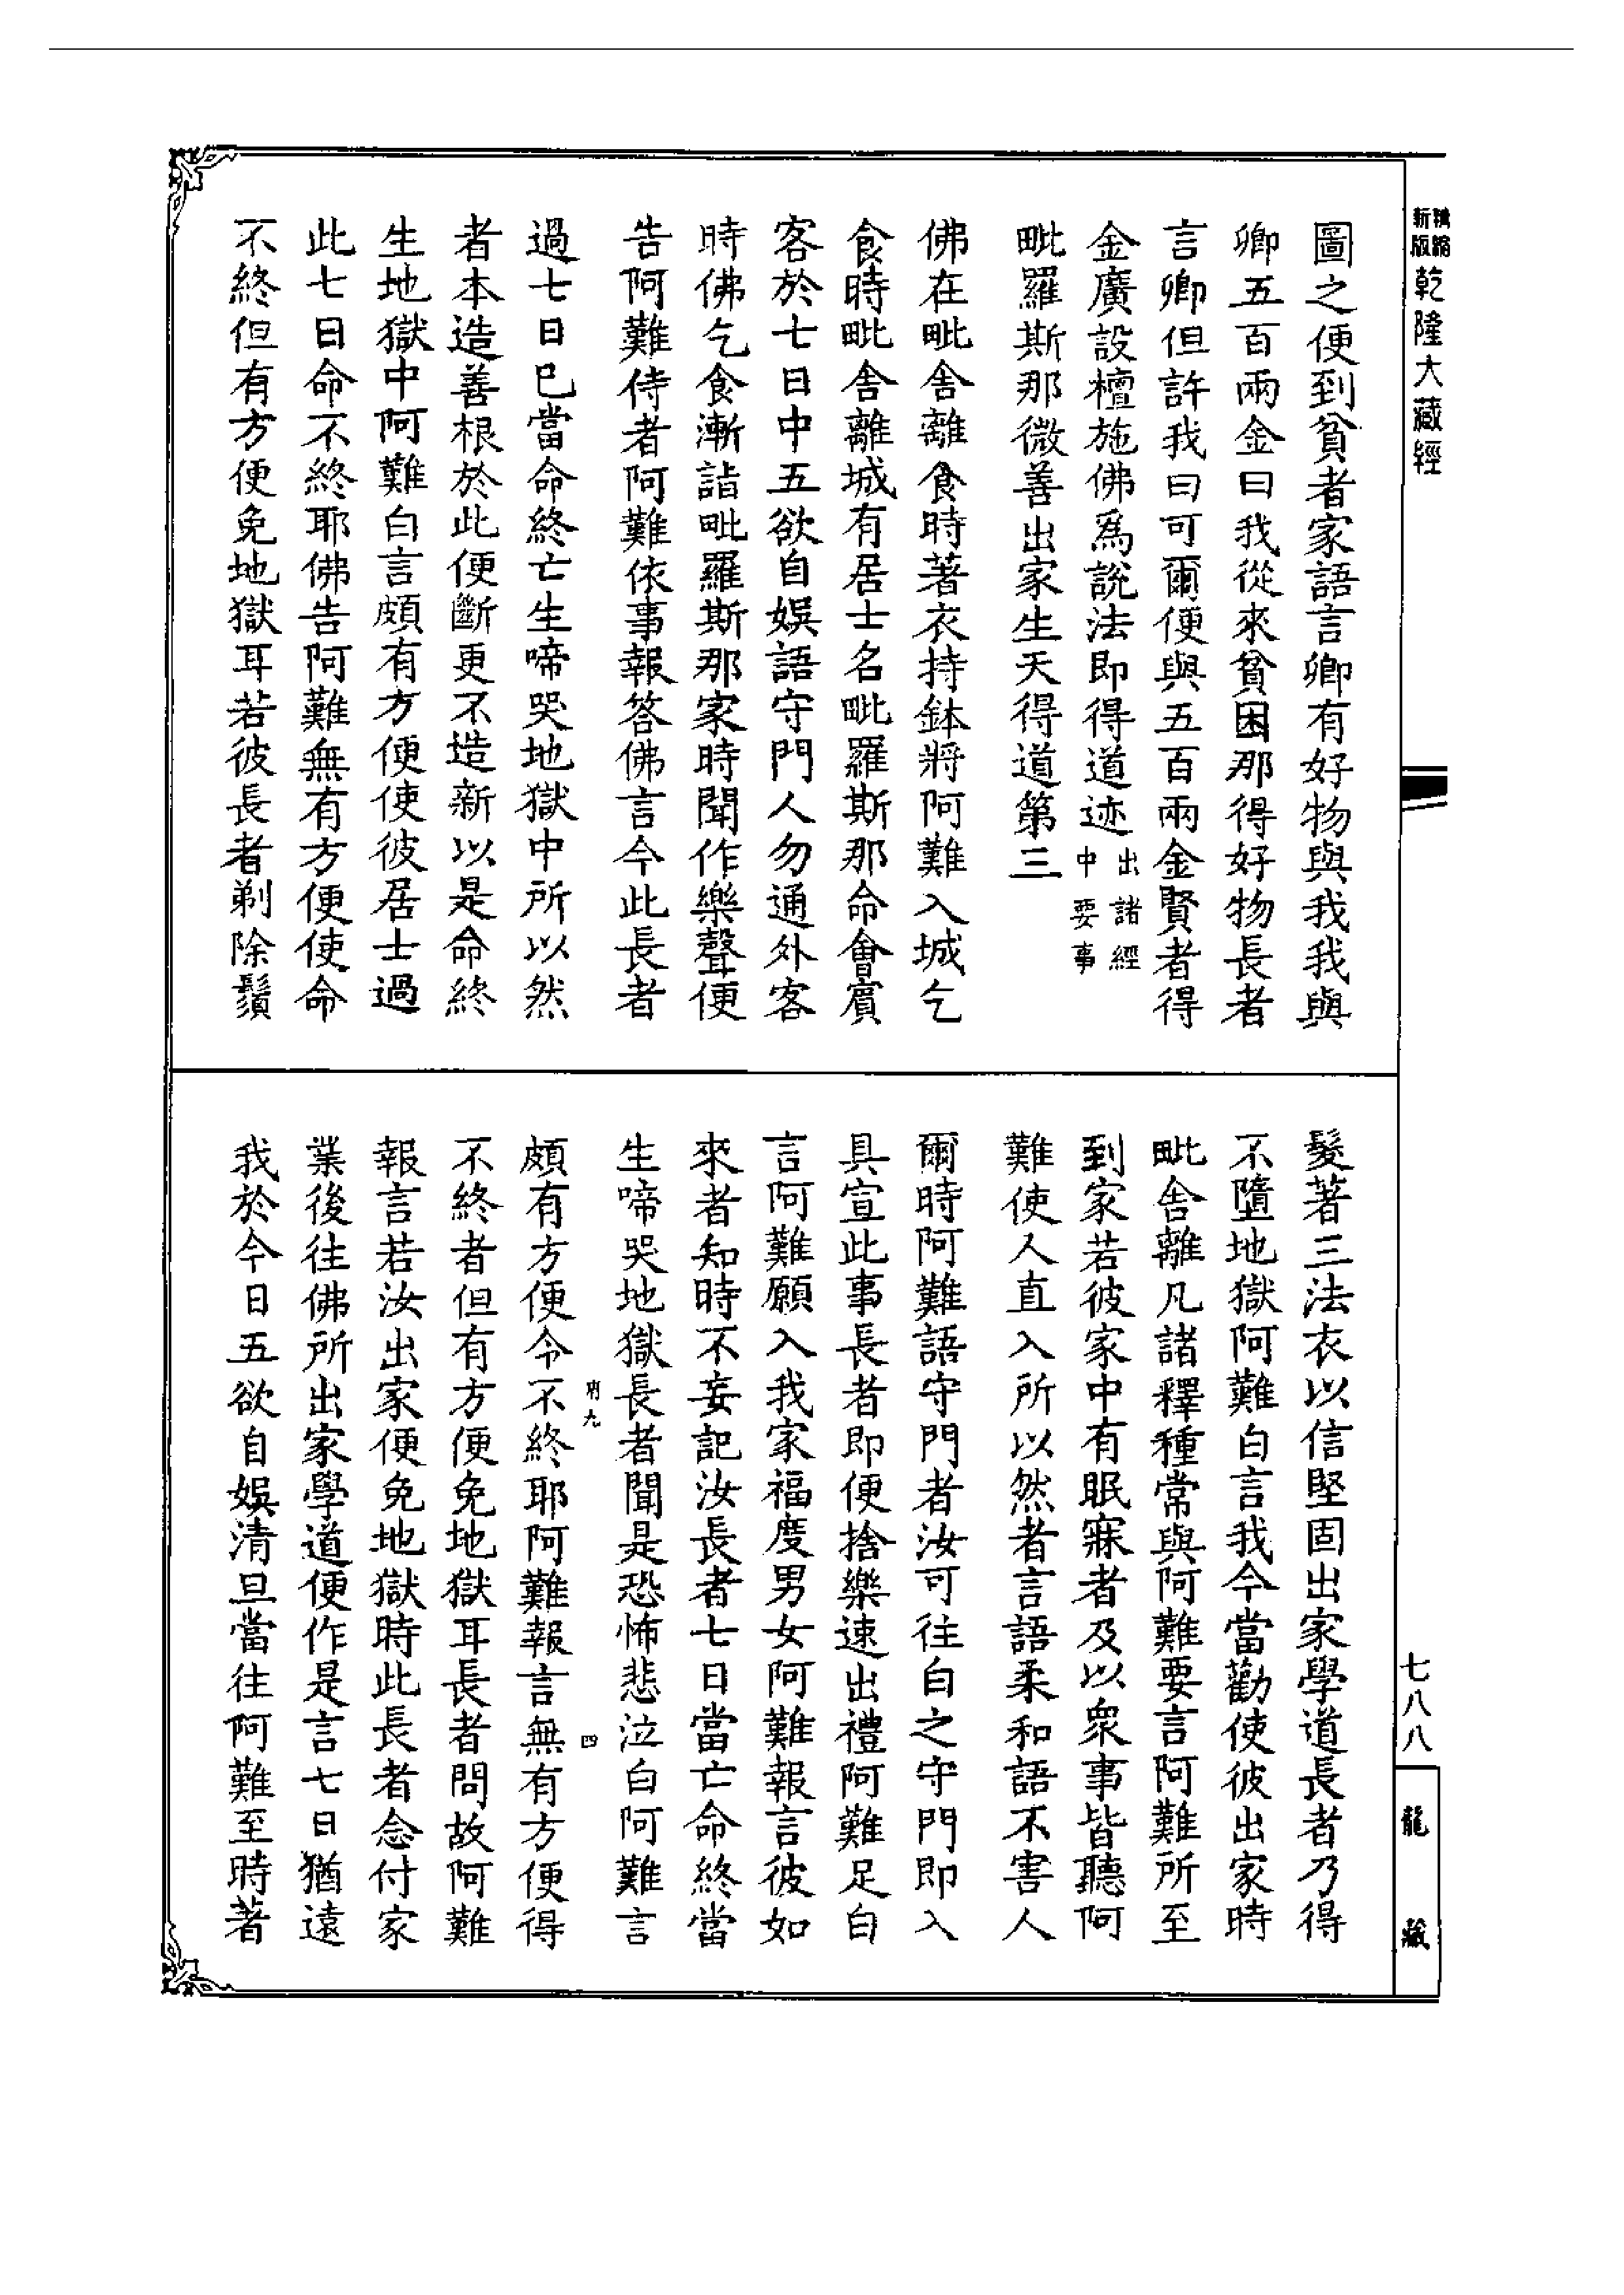 精縮
新版
乾隆大藏經
圖之便到貧者家語言卿有好物與我我與
卿五百兩金曰我從來貧困那得好物長者
言卿但許我曰可爾便與五百兩金賢者得
金廣設檀施佛爲說法即得道迹出諸經中要事
毗羅斯那微善出家生天得道第三
佛在毗舍離食時著衣持鉢將阿難入城乞
食時毗舍離城有居士名毗羅斯那命會賓
客於七日中五欲自娛語守門人勿通外客
時佛乞食漸詣毗羅斯那家時聞作樂聲便
告阿難侍者阿難依事報答佛言今此長者
過七日已當命終亡生啼哭地獄中所以然
者本造善根於此便斷更不造新以是命終
生地獄中阿難白言頗有方便使彼居士過
此七日命不終耶佛告阿難無有方便使命
不終但有方便免地獄耳若彼長者剃除鬚
髮著三法衣以信堅固出家學道長者乃得
不墮地獄阿難白言我今當勸使彼出家時
毗舍離凡諸釋種常與阿難要言阿難所至
到家若彼家中有眠寐者及以衆事皆聽阿
難使人直入所以然者言語柔和語不害人
爾時阿難語守門者汝可往白之守門即入
具宣此事長者即便捨樂速出禮阿難足白
言阿難願入我家福度男女阿難報言彼如
來者知時不妄記汝長者七日當亡命終當
生啼哭地獄長者聞是恐怖悲泣白阿難言
府九
四
頗有方便令不終耶阿難報言無有方便得
不終者但有方便免地獄耳長者問故阿難
報言若汝出家便免地獄時此長者念付家
業後往佛所出家學道便作是言七日猶遠
我於今日五欲自娛清旦當往阿難至時著
七八八
龍藏